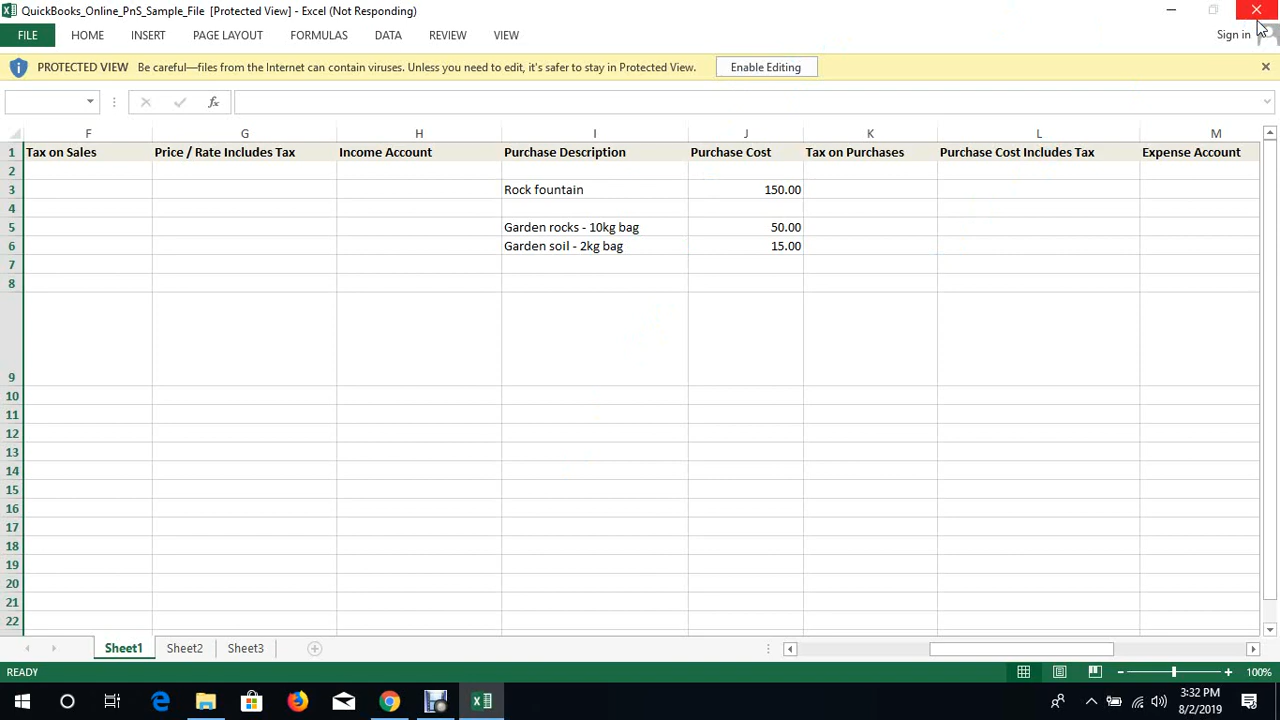 QuickBooks_Online_PnS_Sample_File [Protected View] - Excel (Not Responding)
FILE HOME INSERT PAGE LAYOUT FORMULAS DATA REVIEW VIEW Sign in
PROTECTED VIEW Be careful—files from the Internet can contain viruses. Unless you need to edit, it's safer to stay in Protected View. Enable Editing
fx
F G H I J K L M
1 Tax on Sales Price / Rate Includes Tax Income Account Purchase Description Purchase Cost Tax on Purchases Purchase Cost Includes Tax Expense Account
2
3 Rock fountain 150.00
4
5 Garden rocks - 10kg bag 50.00
6 Garden soil - 2kg bag 15.00
7
8
9
10
11
12
13
14
15
16
17
18
19
20
21
22
Sheet1 Sheet2 Sheet3
READY 100%
3:32 PM
8/2/2019